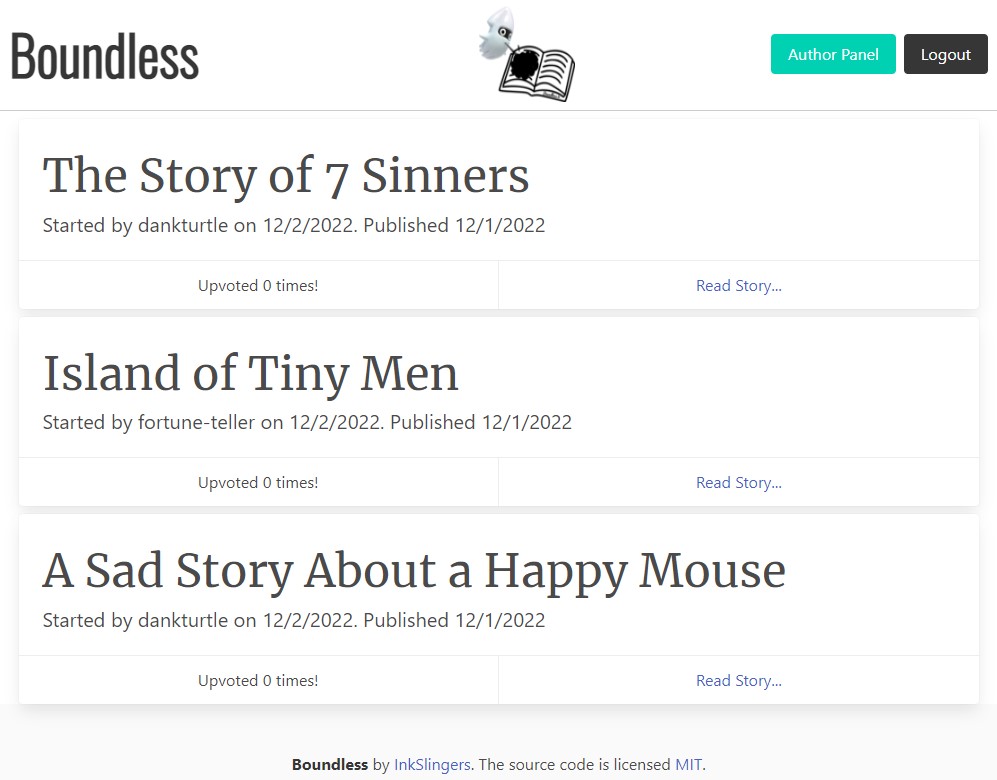 Boundless
Author Panel
Logout
The Story of 7 Sinners
Started by dankturtle on 12/2/2022. Published 12/1/2022
Upvoted 0 times!
Read Story...
Island of Tiny Men
Started by fortune-teller on 12/2/2022. Published 12/1/2022
Upvoted 0 times!
Read Story...
A Sad Story About a Happy Mouse
Started by dankturtle on 12/2/2022. Published 12/1/2022
Upvoted 0 times!
Read Story...
Boundless by InkSlingers. The source code is licensed MIT.